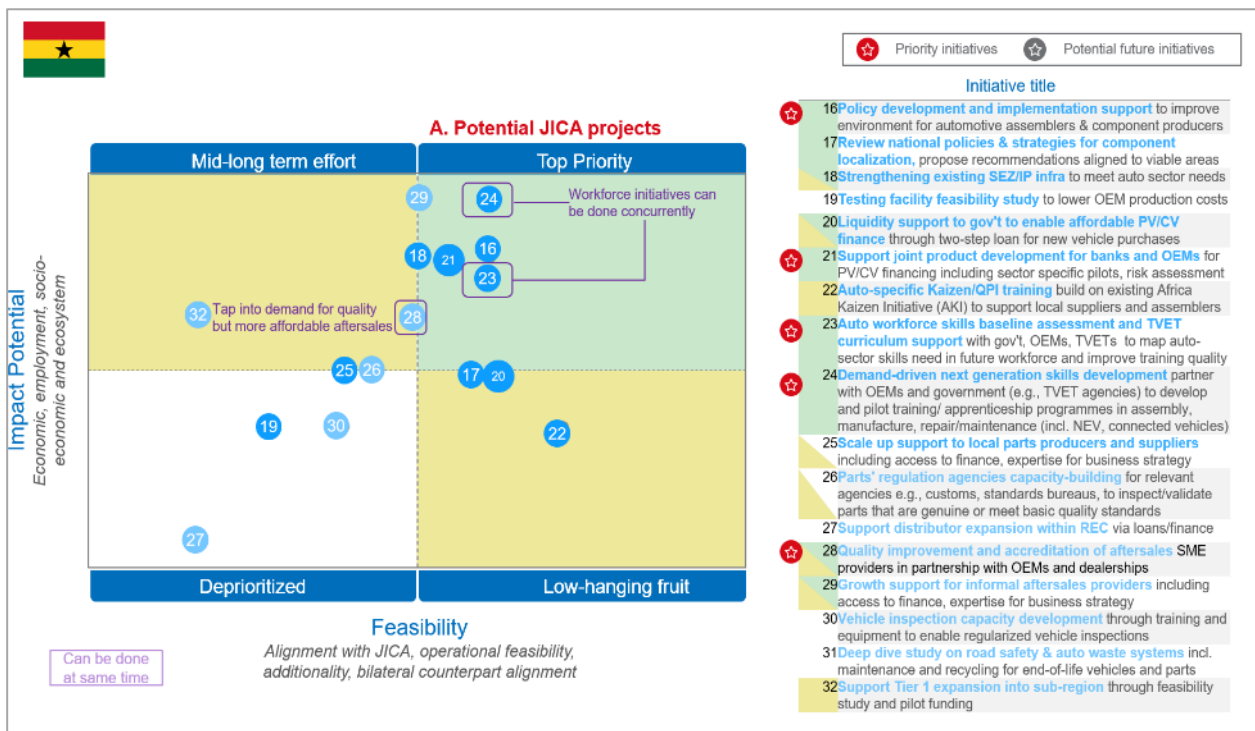 Priority initiatives
Potential future initiatives
A. Potential JICA projects
Mid-long term effort
Top Priority
29
24
Workforce initiatives can
be done concurrently
18
21
16
23
32
Tap into demand for quality
but more affordable aftersales
28
25
26
17
20
19
30
22
27
Deprioritized
Low-hanging fruit
Impact Potential
Economic, employment, socio-
economic and ecosystem
Feasibility
Alignment with JICA, operational feasibility,
additionality, bilateral counterpart alignment
Can be done
at same time
Initiative title
16 Policy development and implementation support to improve
environment for automotive assemblers & component producers
17 Review national policies & strategies for component
localization, propose recommendations aligned to viable areas
18 Strengthening existing SEZ/IP infra to meet auto sector needs
19 Testing facility feasibility study to lower OEM production costs
20 Liquidity support to gov't to enable affordable PV/CV
finance through two-step loan for new vehicle purchases
21 Support joint product development for banks and OEMs for
PV/CV financing including sector specific pilots, risk assessment
22 Auto-specific Kaizen/QPI training build on existing Africa
Kaizen Initiative (AKI) to support local suppliers and assemblers
23 Auto workforce skills baseline assessment and TVET
curriculum support with gov't, OEMs, TVETs to map auto-
sector skills need in future workforce and improve training quality
24 Demand-driven next generation skills development partner
with OEMs and government (e.g., TVET agencies) to develop
and pilot training/ apprenticeship programmes in assembly,
manufacture, repair/maintenance (incl. NEV, connected vehicles)
25 Scale up support to local parts producers and suppliers
including access to finance, expertise for business strategy
26 Parts' regulation agencies capacity-building for relevant
agencies e.g., customs, standards bureaus, to inspect/validate
parts that are genuine or meet basic quality standards
27 Support distributor expansion within REC via loans/finance
28 Quality improvement and accreditation of aftersales SME
providers in partnership with OEMs and dealerships
29 Growth support for informal aftersales providers including
access to finance, expertise for business strategy
30 Vehicle inspection capacity development through training and
equipment to enable regularized vehicle inspections
31 Deep dive study on road safety & auto waste systems incl.
maintenance and recycling for end-of-life vehicles and parts
32 Support Tier 1 expansion into sub-region through feasibility
study and pilot funding